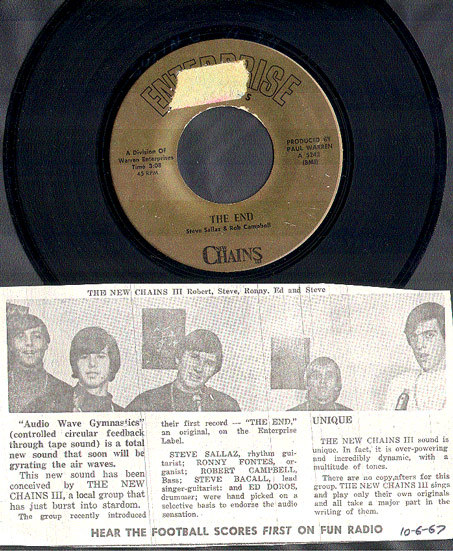 ENTERPRISE
S
A Division Of
Warren Enterprises
Time 3:08
45 RPM
PRODUCED BY
PAUL WARREN
(BMI)
THE END
Steve Sallaz & Rob Campbell
CHAINS
THE NEW CHAINS III Robert, Steve, Ronny, Ed and Steve
"Audio Wave Gymnastics"
(controlled circular feedback
through tape sound) is a total
new sound that soon will be
gyrating the air waves.
This new sound has been
conceived by THE NEW
CHAINS III, a local group that
has just burst into stardom.
The group recently introduced
their first record — "THE END,"
an original, on the Enterprise
Label.
STEVE SALLAZ, rhythm gui-
tarist; RONNY FONTES, or-
ganist; ROBERT CAMPBELL,
Bass; STEVE BACALL, lead
singer-guitarist; and ED DOROS,
drummer; were hand picked on a
selective basis to endorse the audio
sensation.
UNIQUE
THE NEW CHAINS III sound is
unique. In fact, it is over-powering
and incredibly dynamic, with a
multitude of tones.
There are no copyafters for this
group. THE NEW CHAINS III sings
and play only their own originals
and all take a major part in the
writing of them.
HEAR THE FOOTBALL SCORES FIRST ON FUN RADIO 10-6-67